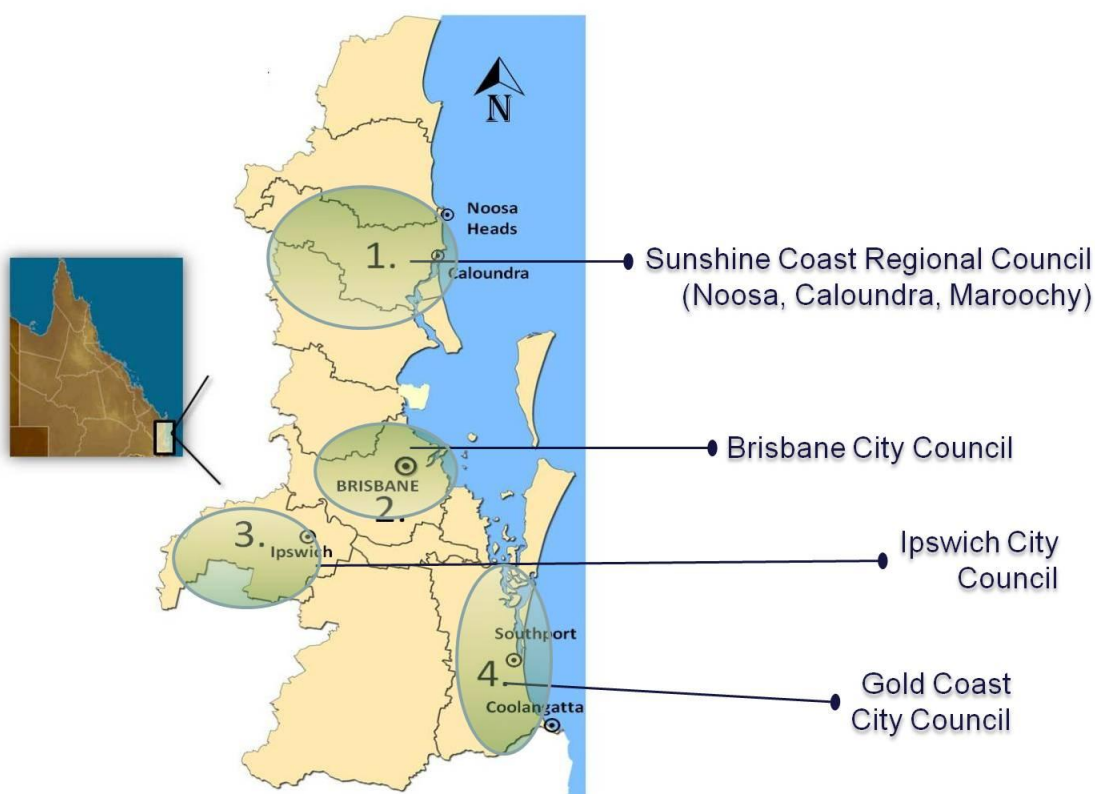 N
Noosa
Heads
1.
Caloundra
Sunshine Coast Regional Council
(Noosa, Caloundra, Maroochy)
Brisbane City Council
BRISBANE
2.
3.
Ipswich
Ipswich City
Council
Southport
4.
Coolangatta
Gold Coast
City Council